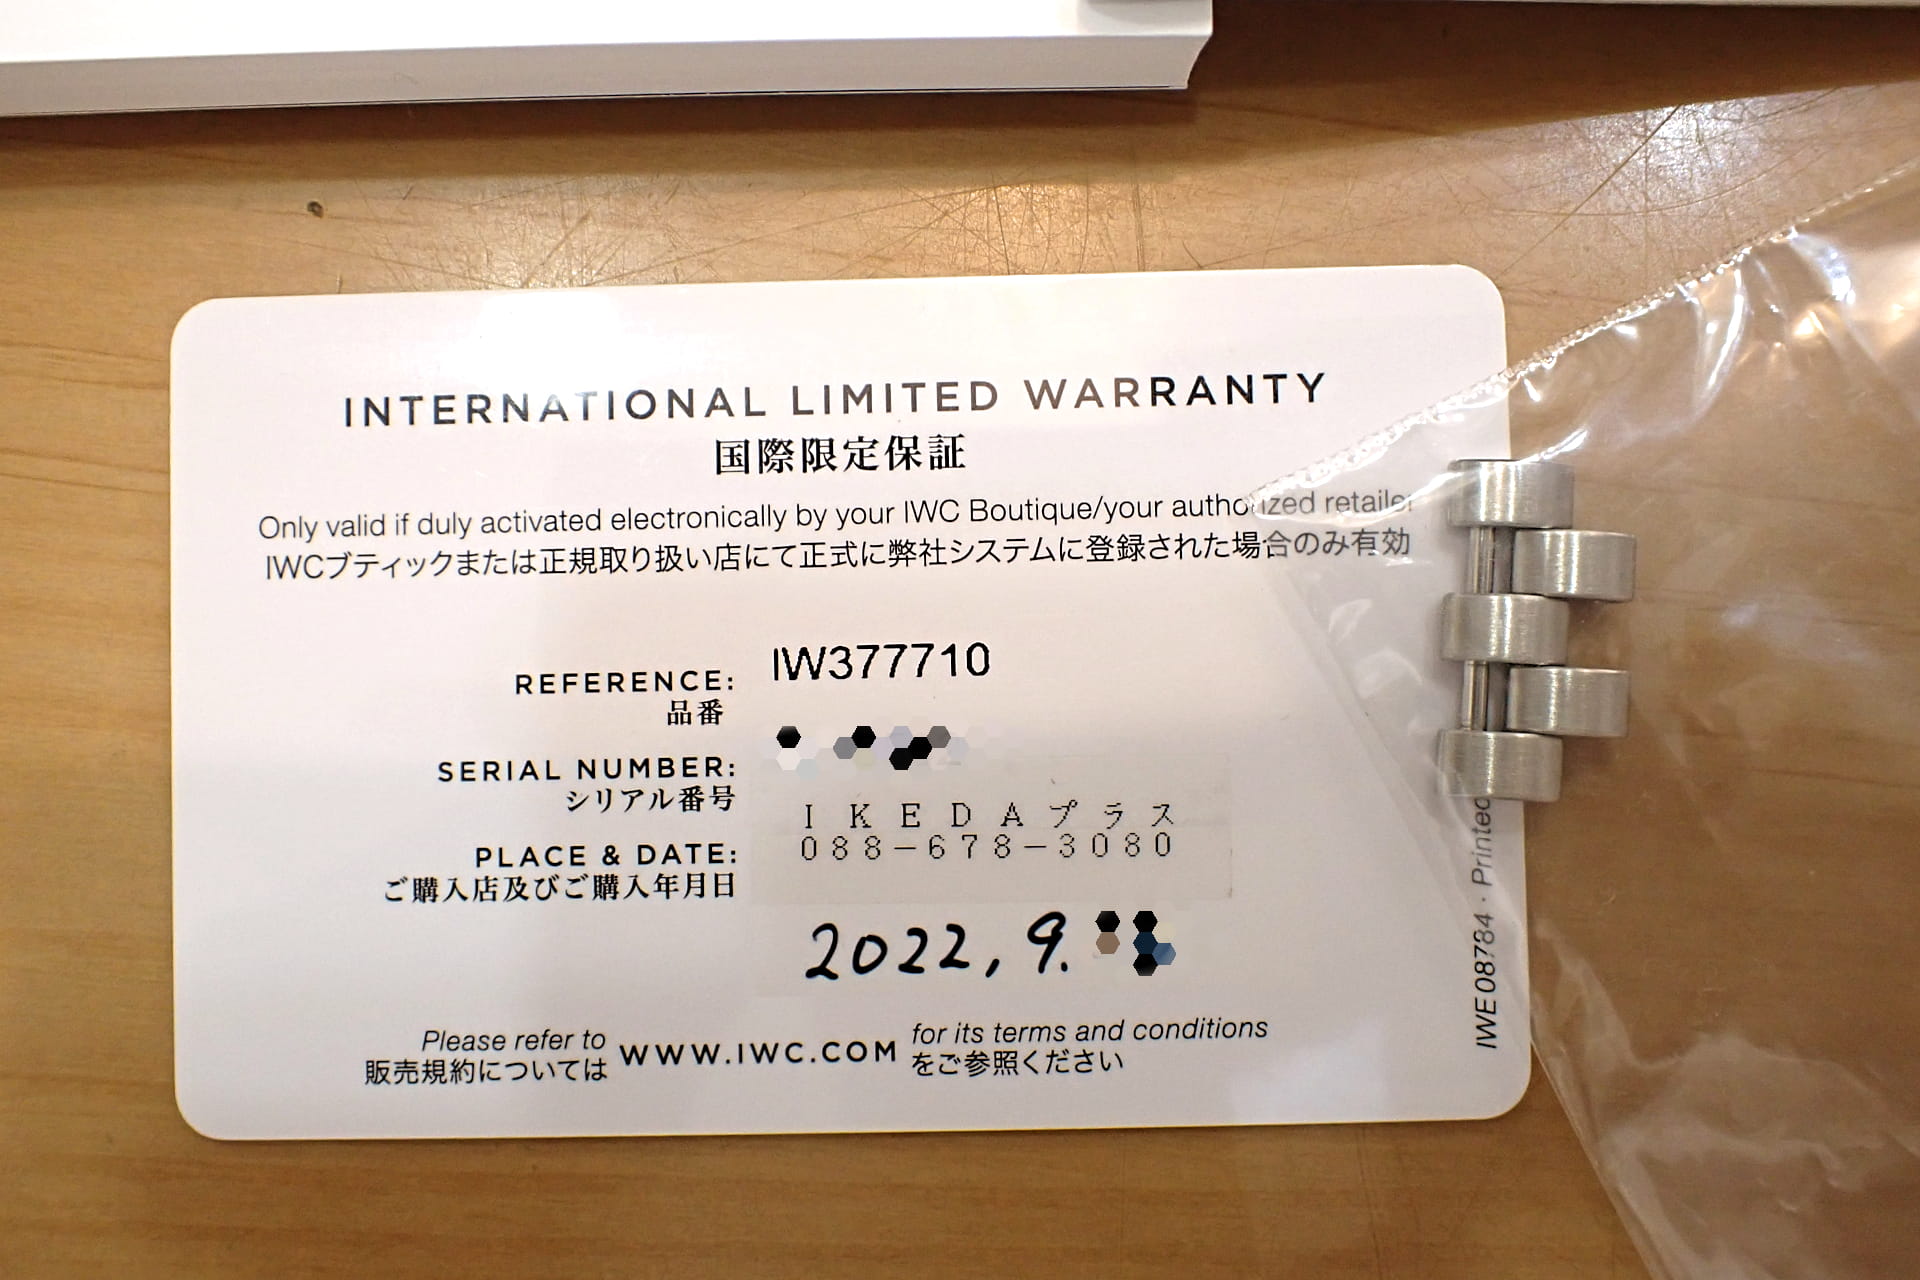 INTERNATIONAL LIMITED WARRANTY
国際限定保証
Only valid if duly activated electronically by your IWC Boutique/your authorized retailer
IWCブティックまたは正規取り扱い店にて正式に弊社システムに登録された場合のみ有効
REFERENCE: IW377710
品番
SERIAL NUMBER:
シリアル番号
IKEDAプラス
088-678-3080
PLACE & DATE:
ご購入店及びご購入年月日
2022,9.
Please refer to WWW.IWC.COM for its terms and conditions
販売規約については をご参照ください
IWE08784 · Printed